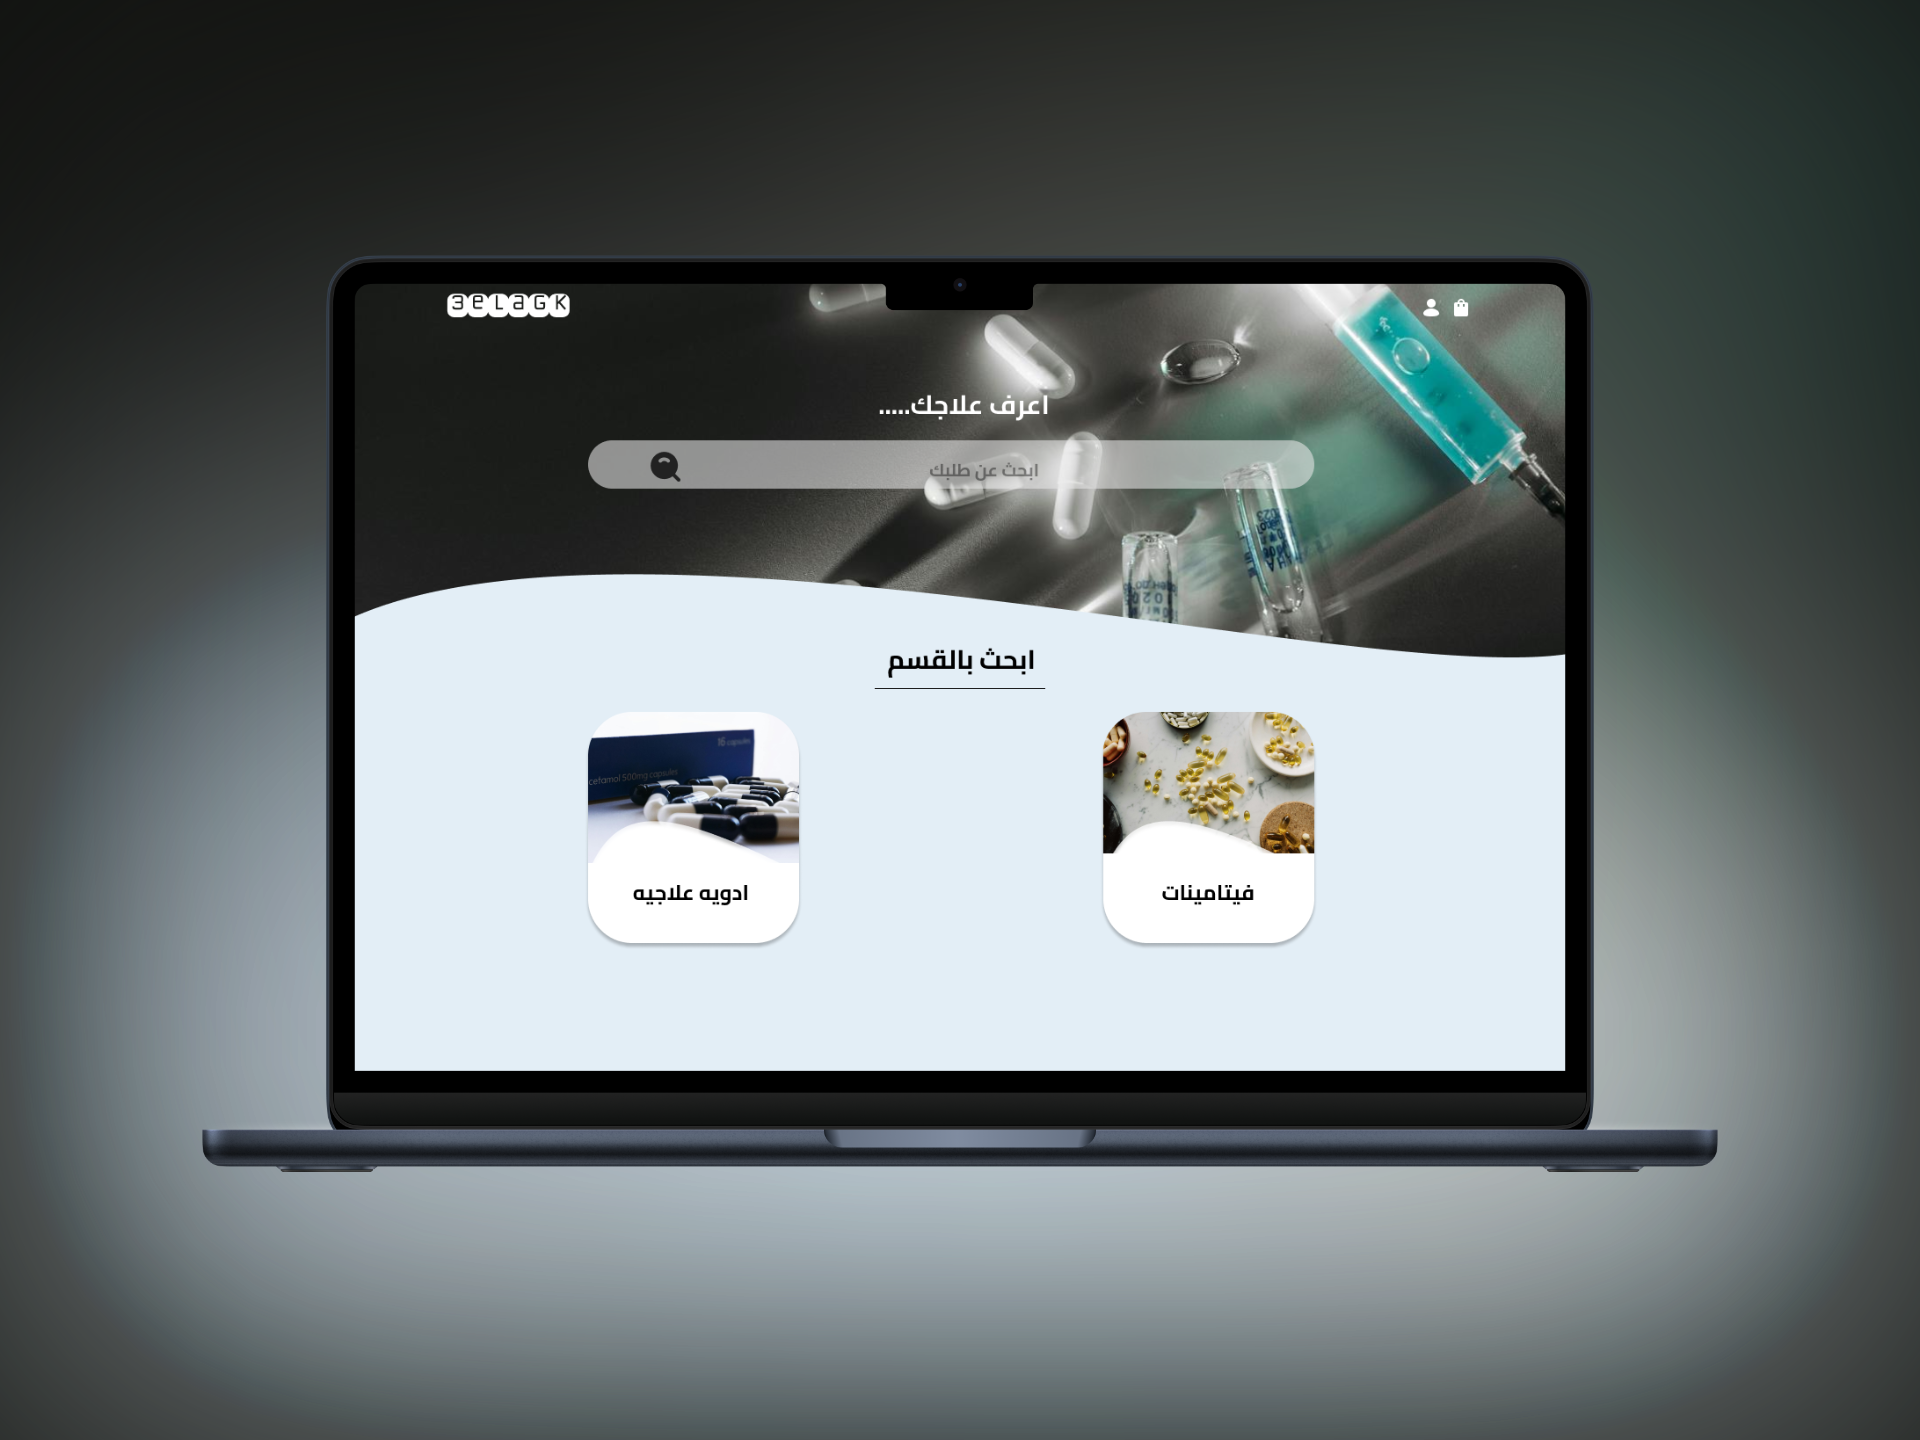 3eLaGK
اعرف علاجك.....
ابحث عن طلبك
ابحث بالقسم
16 capsules
cetamol 500mg capsules
فيتامينات
ادويه علاجيه